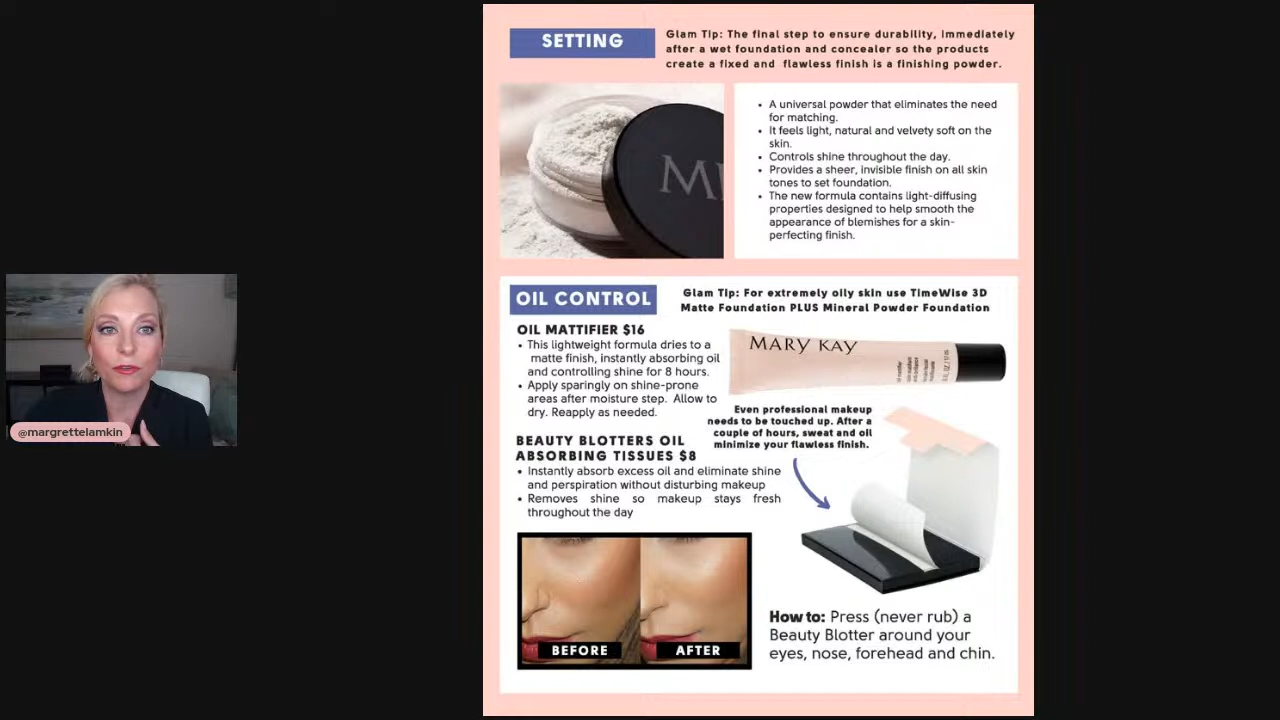 SETTING
Glam Tip: The final step to ensure durability, immediately
after a wet foundation and concealer so the products
create a fixed and flawless finish is a finishing powder.
M
• A universal powder that eliminates the need
for matching.
• It feels light, natural and velvety soft on the
skin.
• Controls shine throughout the day.
• Provides a sheer, invisible finish on all skin
tones to set foundation.
• The new formula contains light-diffusing
properties designed to help smooth the
appearance of blemishes for a skin-
perfecting finish.
@margrettelamkin
OIL CONTROL
Glam Tip: For extremely oily skin use TimeWise 3D
Matte Foundation PLUS Mineral Powder Foundation
OIL MATTIFIER $16
• This lightweight formula dries to a
matte finish, instantly absorbing oil
and controlling shine for 8 hours.
• Apply sparingly on shine-prone
areas after moisture step. Allow to
dry. Reapply as needed.
MARY KAY
Even professional makeup
needs to be touched up. After a
couple of hours, sweat and oil
minimize your flawless finish.
BEAUTY BLOTTERS OIL
ABSORBING TISSUES $8
• Instantly absorb excess oil and eliminate shine
and perspiration without disturbing makeup
• Removes shine so makeup stays fresh
throughout the day
BEFORE
AFTER
How to: Press (never rub) a
Beauty Blotter around your
eyes, nose, forehead and chin.